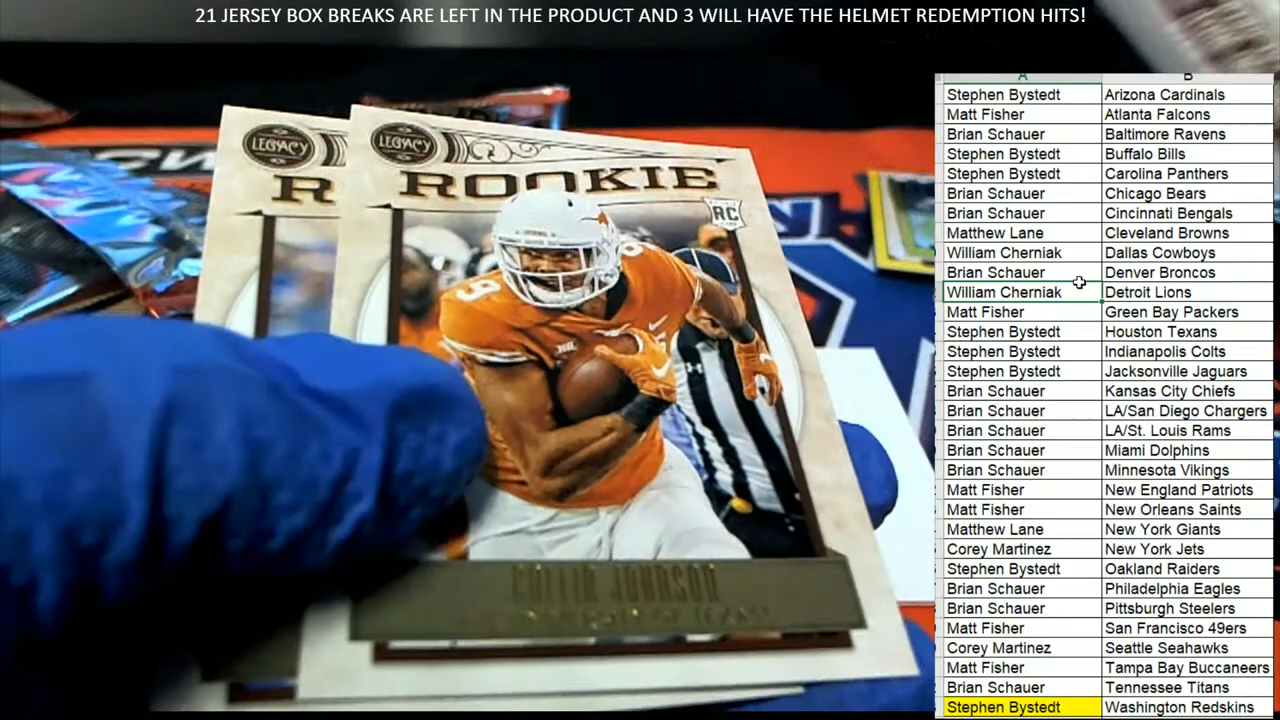 21 JERSEY BOX BREAKS ARE LEFT IN THE PRODUCT AND 3 WILL HAVE THE HELMET REDEMPTION HITS!
LEGACY
LEGACY
R
ROOKIE
RC
9
JOHNSON
A B
Stephen Bystedt Arizona Cardinals
Matt Fisher Atlanta Falcons
Brian Schauer Baltimore Ravens
Stephen Bystedt Buffalo Bills
Stephen Bystedt Carolina Panthers
Brian Schauer Chicago Bears
Brian Schauer Cincinnati Bengals
Matthew Lane Cleveland Browns
William Cherniak Dallas Cowboys
Brian Schauer Denver Broncos
William Cherniak Detroit Lions
Matt Fisher Green Bay Packers
Stephen Bystedt Houston Texans
Stephen Bystedt Indianapolis Colts
Stephen Bystedt Jacksonville Jaguars
Brian Schauer Kansas City Chiefs
Brian Schauer LA/San Diego Chargers
Brian Schauer LA/St. Louis Rams
Brian Schauer Miami Dolphins
Brian Schauer Minnesota Vikings
Matt Fisher New England Patriots
Matt Fisher New Orleans Saints
Matthew Lane New York Giants
Corey Martinez New York Jets
Stephen Bystedt Oakland Raiders
Brian Schauer Philadelphia Eagles
Brian Schauer Pittsburgh Steelers
Matt Fisher San Francisco 49ers
Corey Martinez Seattle Seahawks
Matt Fisher Tampa Bay Buccaneers
Brian Schauer Tennessee Titans
Stephen Bystedt Washington Redskins